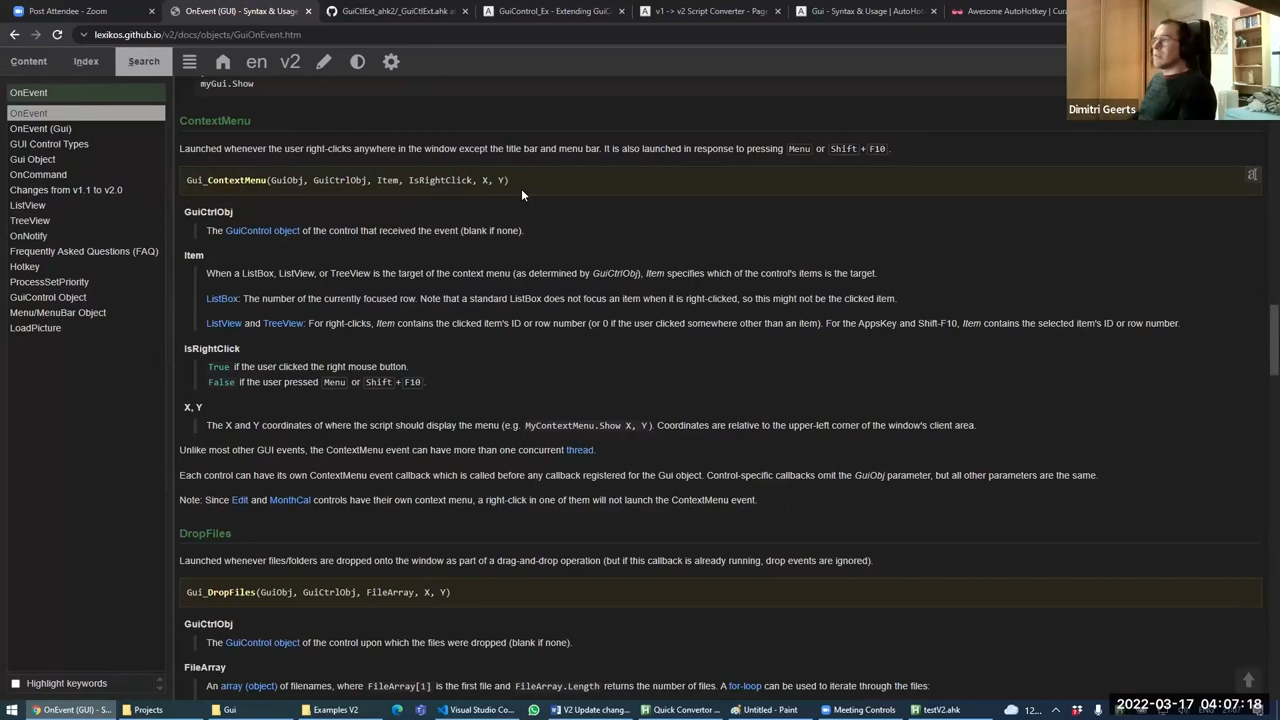 Post Attendee - Zoom
OnEvent (GUI) - Syntax & Usage
GuiCtlExt_ahk2/_GuiCtlExt.ahk a
GuiControl_Ex - Extending GuiCon
v1 -> v2 Script Converter - Page
Gui - Syntax & Usage | AutoHot
Awesome AutoHotkey | Cura
lexikos.github.io/v2/docs/objects/GuiOnEvent.htm
Content Index Search en v2
OnEvent
OnEvent
OnEvent (Gui)
GUI Control Types
Gui Object
OnCommand
Changes from v1.1 to v2.0
ListView
TreeView
OnNotify
Frequently Asked Questions (FAQ)
Hotkey
ProcessSetPriority
GuiControl Object
Menu/MenuBar Object
LoadPicture
Highlight keywords
myGui.Show
ContextMenu
Launched whenever the user right-clicks anywhere in the window except the title bar and menu bar. It is also launched in response to pressing Menu or Shift+F10.
Gui_ContextMenu(GuiObj, GuiCtrlObj, Item, IsRightClick, X, Y)
GuiCtrlObj
The GuiControl object of the control that received the event (blank if none).
Item
When a ListBox, ListView, or TreeView is the target of the context menu (as determined by GuiCtrlObj), Item specifies which of the control's items is the target.
ListBox: The number of the currently focused row. Note that a standard ListBox does not focus an item when it is right-clicked, so this might not be the clicked item.
ListView and TreeView: For right-clicks, Item contains the clicked item's ID or row number (or 0 if the user clicked somewhere other than an item). For the AppsKey and Shift-F10, Item contains the selected item's ID or row number.
IsRightClick
True if the user clicked the right mouse button.
False if the user pressed Menu or Shift+F10.
X, Y
The X and Y coordinates of where the script should display the menu (e.g. MyContextMenu.Show X, Y). Coordinates are relative to the upper-left corner of the window's client area.
Unlike most other GUI events, the ContextMenu event can have more than one concurrent thread.
Each control can have its own ContextMenu event callback which is called before any callback registered for the Gui object. Control-specific callbacks omit the GuiObj parameter, but all other parameters are the same.
Note: Since Edit and MonthCal controls have their own context menu, a right-click in one of them will not launch the ContextMenu event.
DropFiles
Launched whenever files/folders are dropped onto the window as part of a drag-and-drop operation (but if this callback is already running, drop events are ignored).
Gui_DropFiles(GuiObj, GuiCtrlObj, FileArray, X, Y)
GuiCtrlObj
The GuiControl object of the control upon which the files were dropped (blank if none).
FileArray
An array (object) of filenames, where FileArray[1] is the first file and FileArray.Length returns the number of files. A for-loop can be used to iterate through the files:
Dimitri Geerts
OnEvent (GUI) - S...
Projects
Gui
Examples V2
Visual Studio Co...
V2 Update chang...
Quick Convertor ...
Untitled - Paint
Meeting Controls
testV2.ahk
12...
2022-03-17 04:07:18